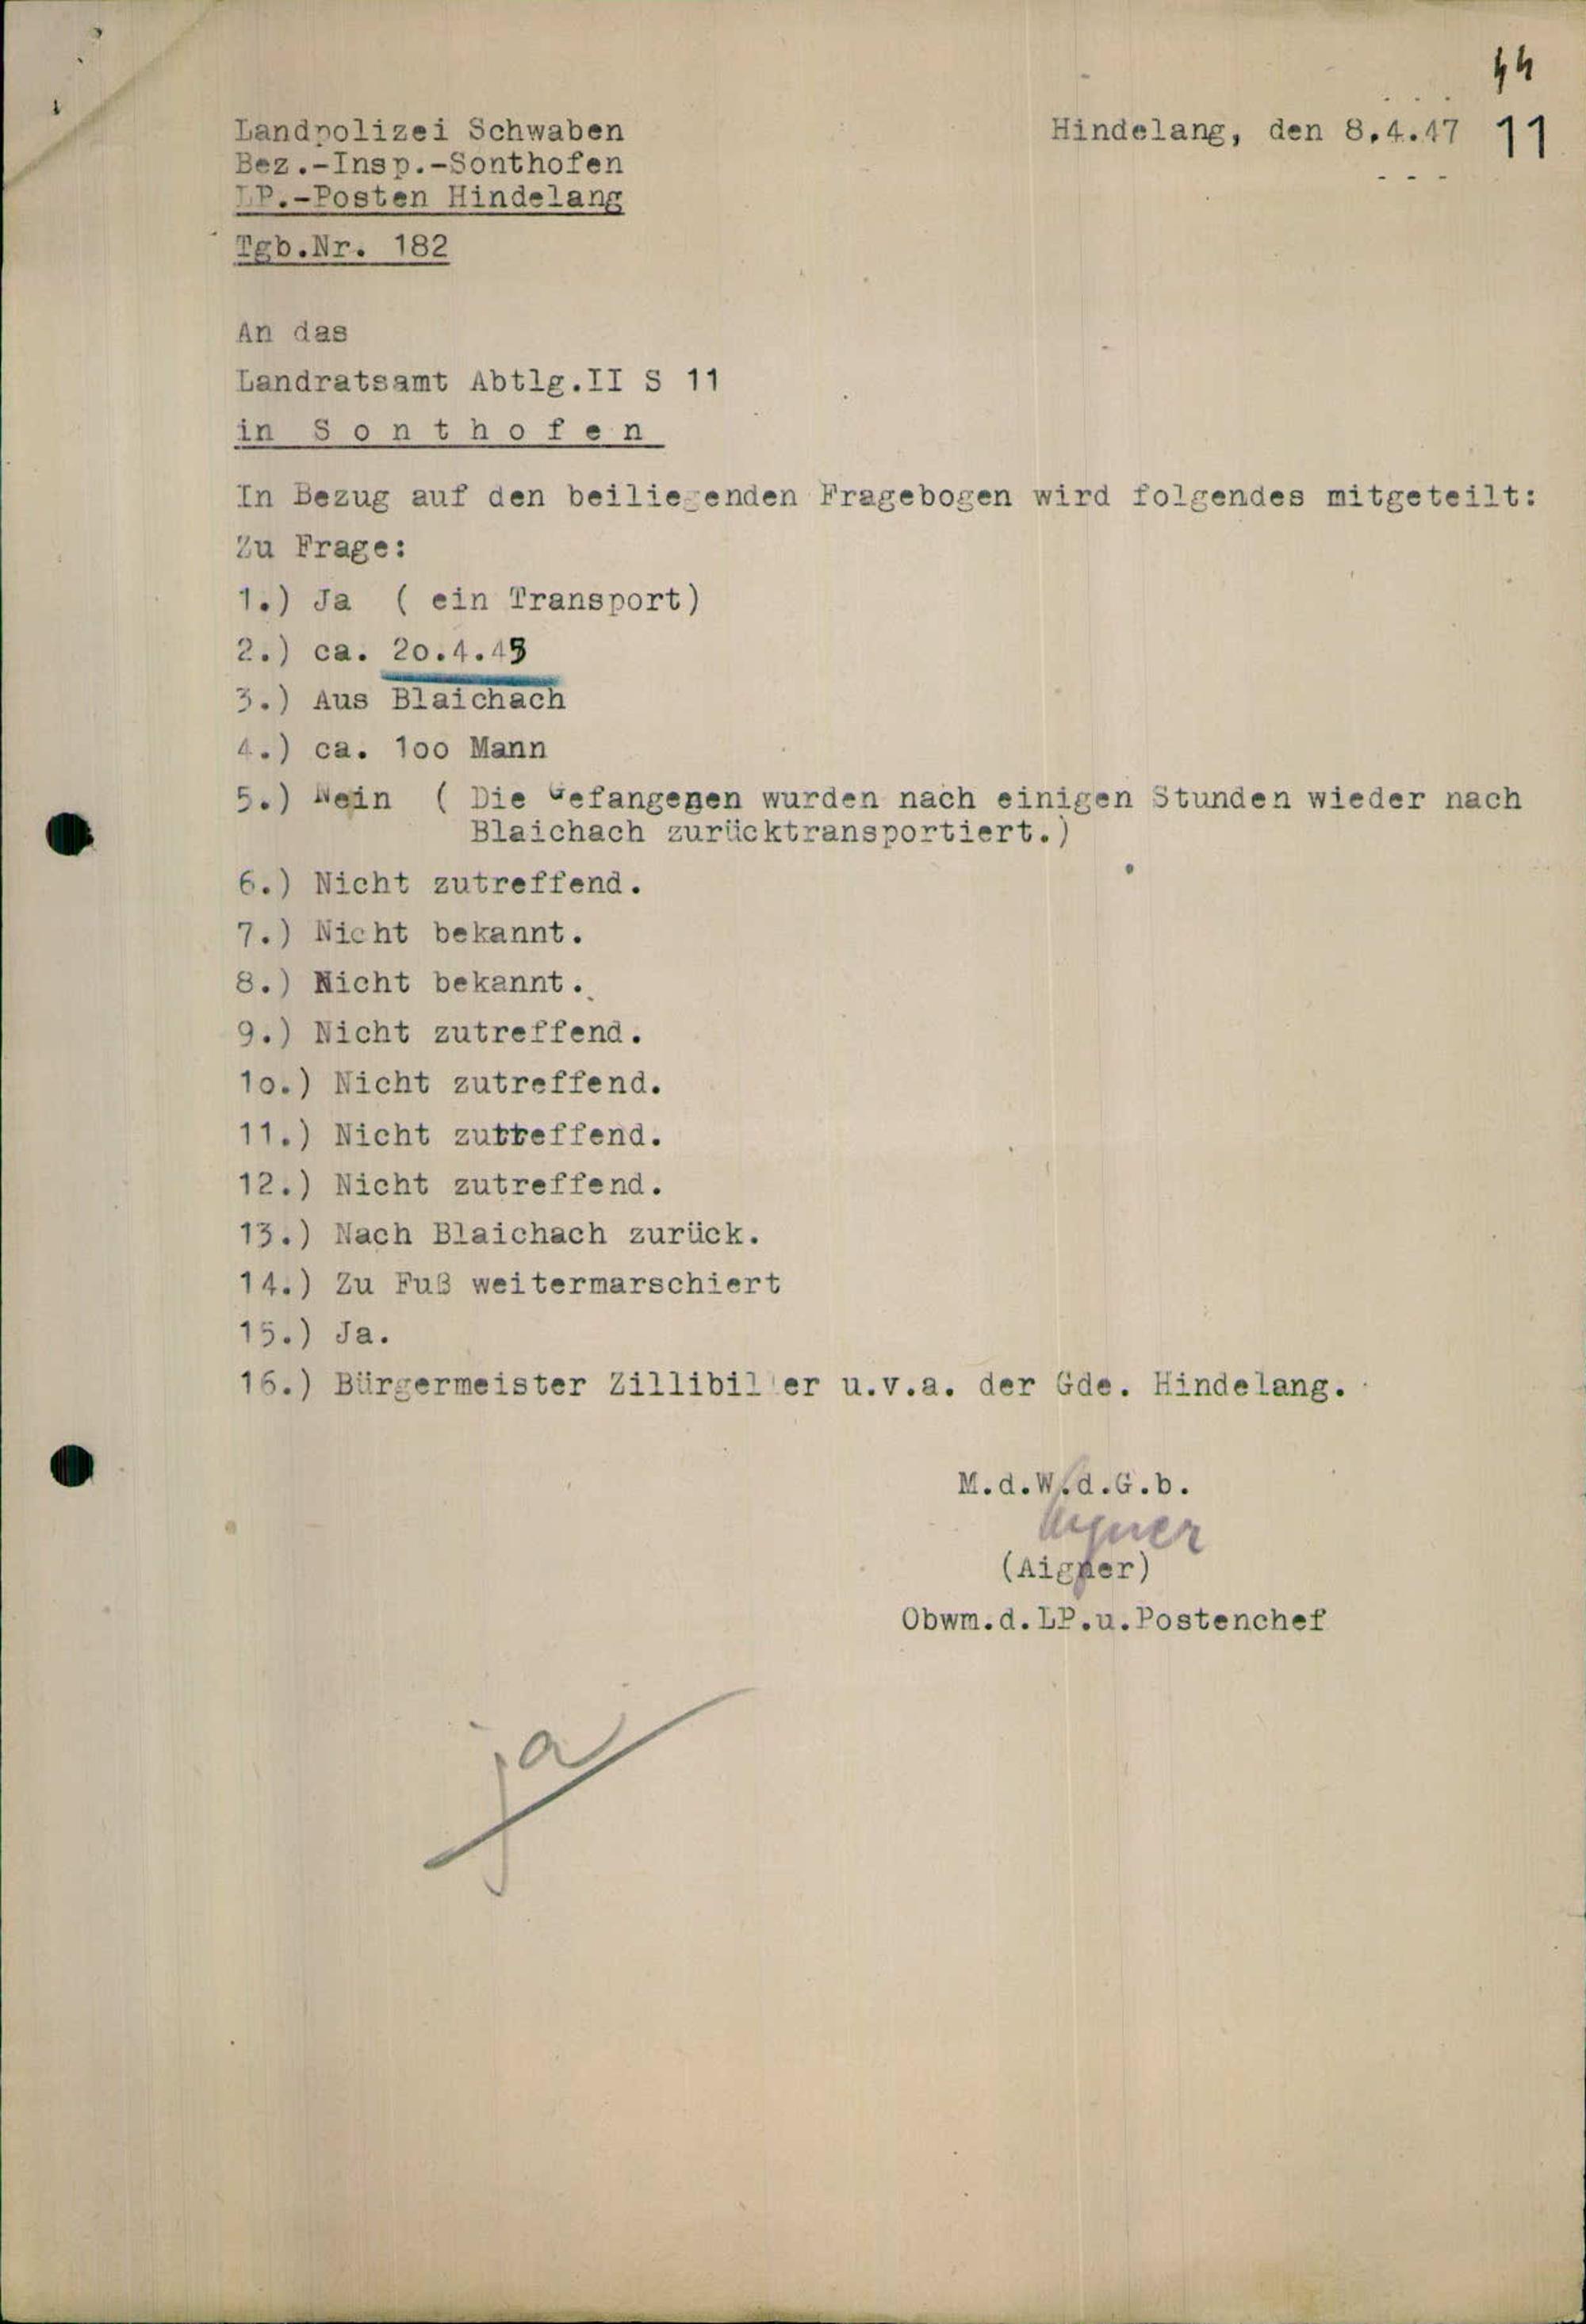 44
Landpolizei Schwaben
Hindelang, den 8.4.47
11
Bez.-Insp.-Sonthofen
LP.-Posten Hindelang
Tgb.Nr. 182
An das
Landratsamt Abtlg.II S 11
in S o n t h o f e n
In Bezug auf den beiliegenden Fragebogen wird folgendes mitgeteilt:
Zu Frage:
1.) Ja ( ein Transport)
2.) ca. 2o.4.45
3.) Aus Blaichach
4.) ca. 1oo Mann
5.) Nein ( Die Gefangenen wurden nach einigen Stunden wieder nach
Blaichach zurücktransportiert.)
6.) Nicht zutreffend.
7.) Nicht bekannt.
8.) Nicht bekannt.
9.) Nicht zutreffend.
1o.) Nicht zutreffend.
11.) Nicht zutreffend.
12.) Nicht zutreffend.
13.) Nach Blaichach zurück.
14.) Zu Fuß weitermarschiert
15.) Ja.
16.) Bürgermeister Zillibiller u.v.a. der Gde. Hindelang.
M.d.W.d.G.b.
Aigner
(Aigner)
Obwm.d.LP.u.Postenchef
ja